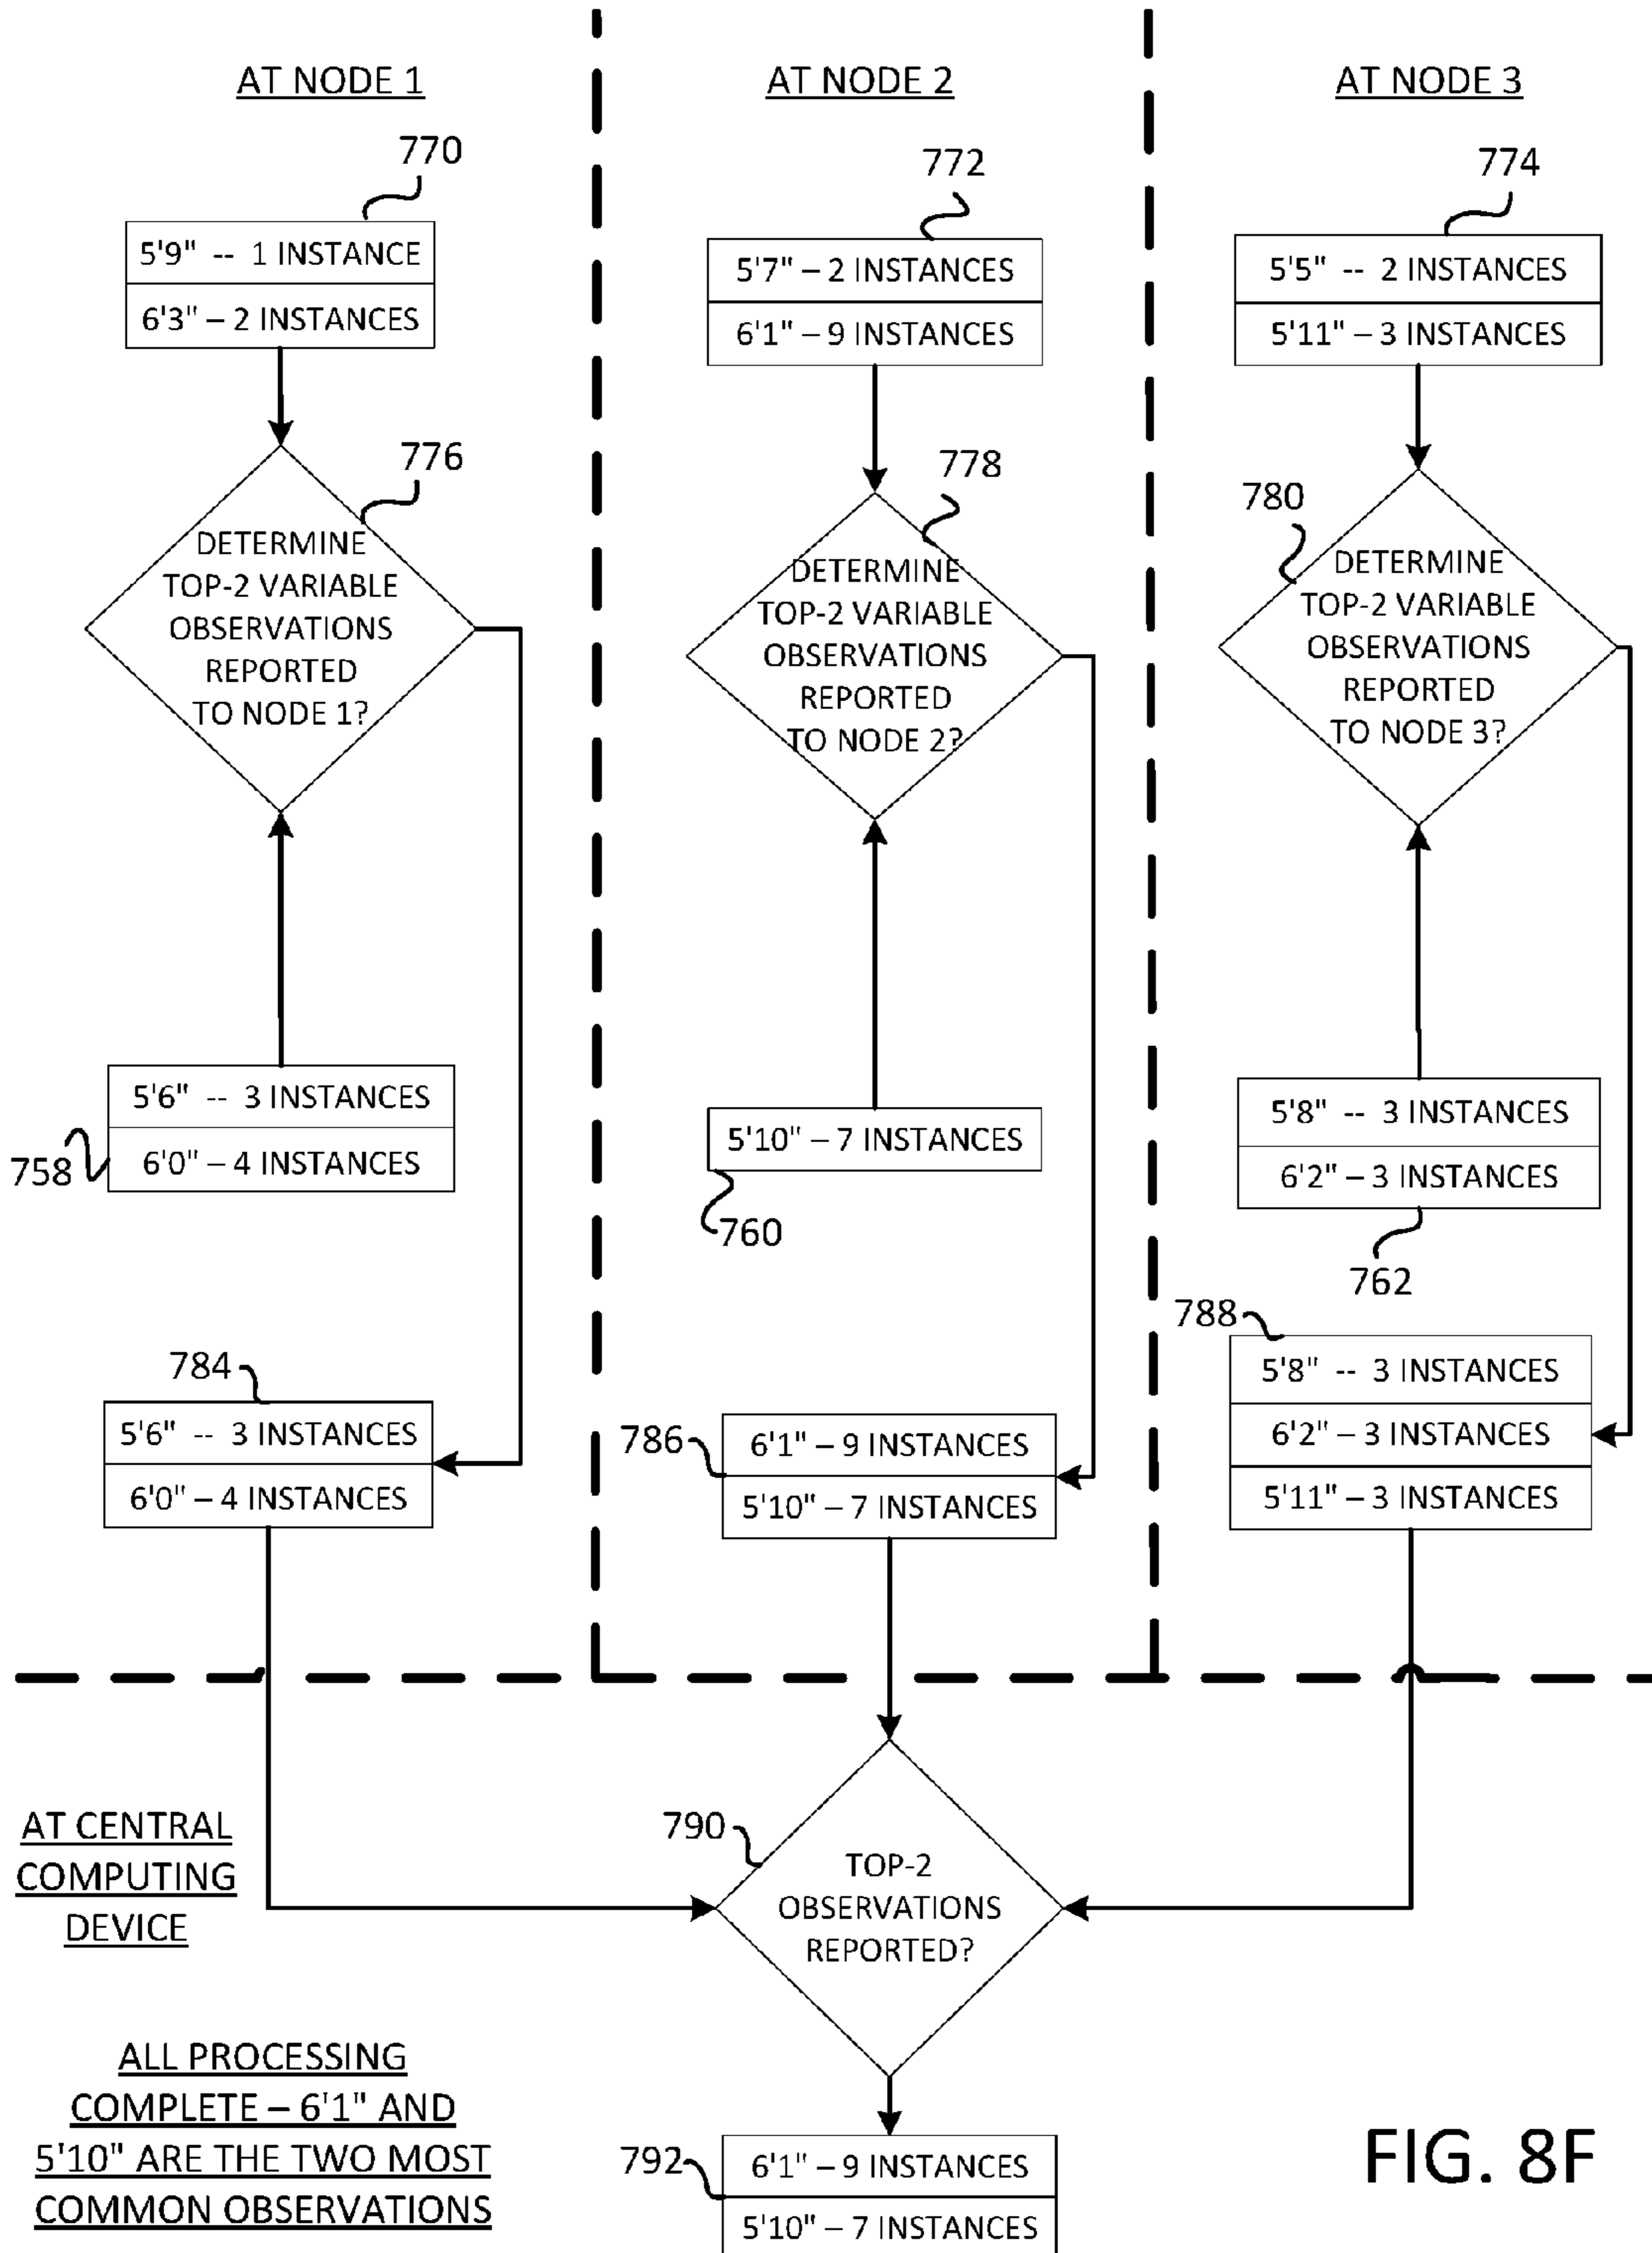 AT NODE 1
AT NODE 2
AT NODE 3
770
772
774
5'9" -- 1 INSTANCE
6'3" – 2 INSTANCES
5'7" – 2 INSTANCES
6'1" – 9 INSTANCES
5'5" -- 2 INSTANCES
5'11" – 3 INSTANCES
776
DETERMINE
TOP-2 VARIABLE
OBSERVATIONS
REPORTED
TO NODE 1?
778
DETERMINE
TOP-2 VARIABLE
OBSERVATIONS
REPORTED
TO NODE 2?
780
DETERMINE
TOP-2 VARIABLE
OBSERVATIONS
REPORTED
TO NODE 3?
5'6" -- 3 INSTANCES
6'0" – 4 INSTANCES
758
5'10" – 7 INSTANCES
760
5'8" -- 3 INSTANCES
6'2" – 3 INSTANCES
762
784
5'6" -- 3 INSTANCES
6'0" – 4 INSTANCES
786
6'1" – 9 INSTANCES
5'10" – 7 INSTANCES
788
5'8" -- 3 INSTANCES
6'2" – 3 INSTANCES
5'11" – 3 INSTANCES
AT CENTRAL
COMPUTING
DEVICE
790
TOP-2
OBSERVATIONS
REPORTED?
ALL PROCESSING
COMPLETE – 6'1" AND
5'10" ARE THE TWO MOST
COMMON OBSERVATIONS
792
6'1" – 9 INSTANCES
5'10" – 7 INSTANCES
FIG. 8F